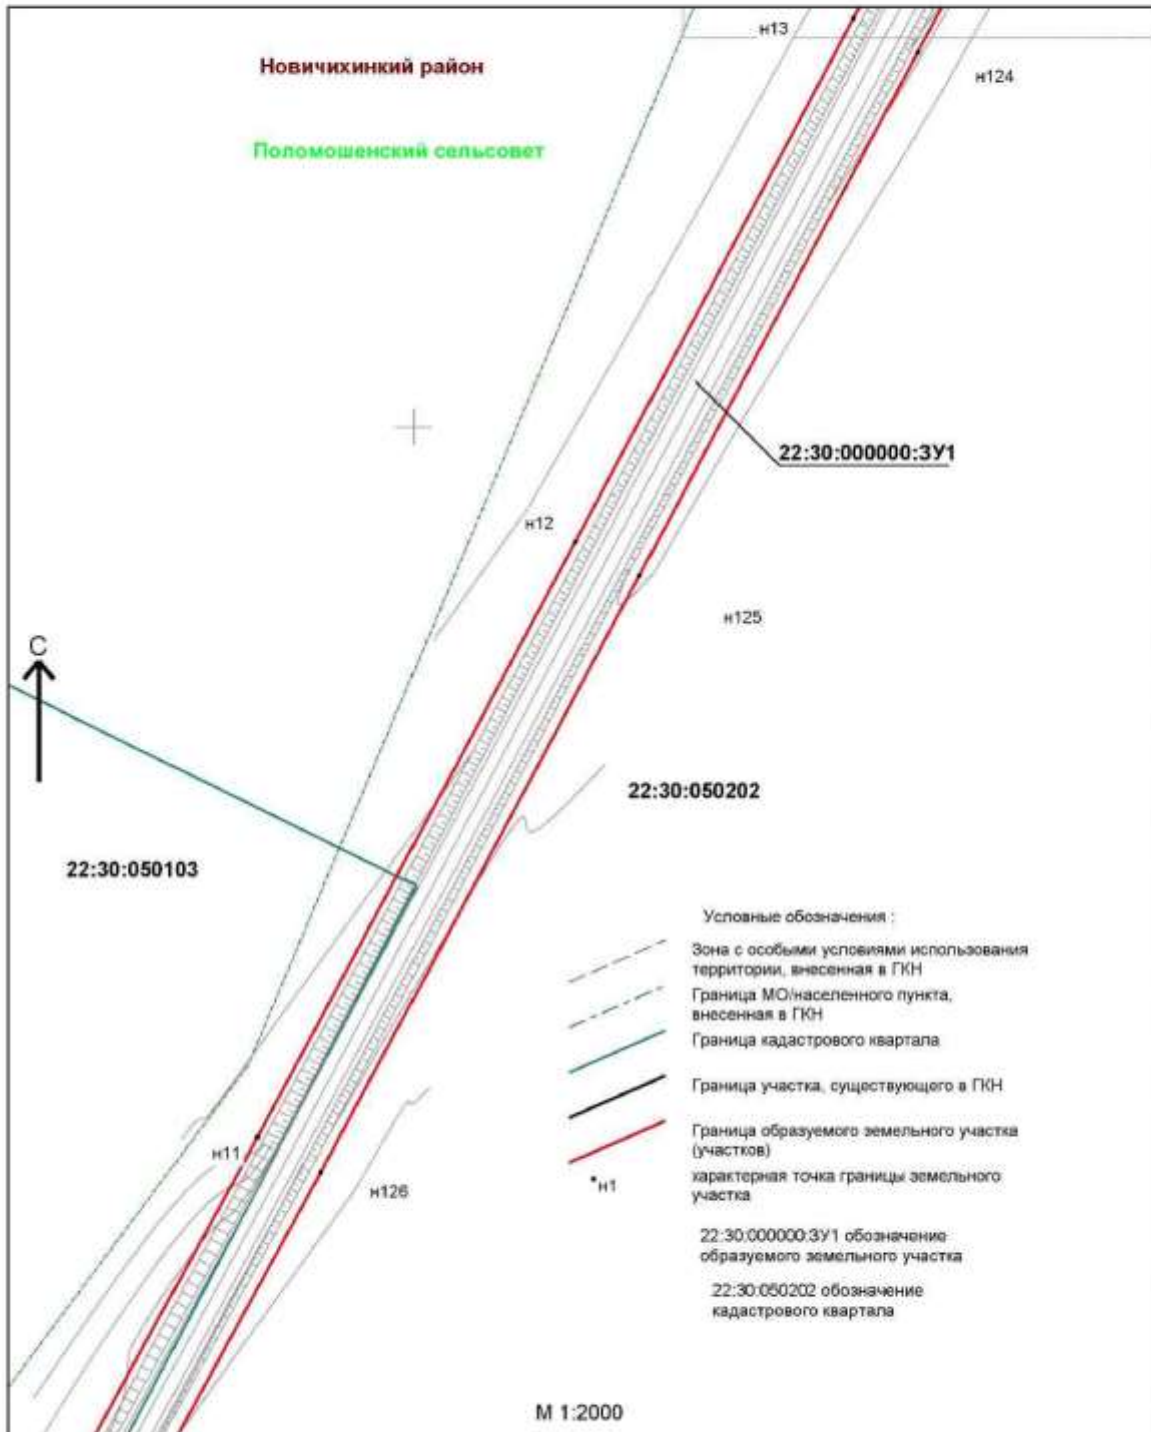 н13
Новичихинкий район
н124
Поломошенский сельсовет
22:30:000000:ЗУ1
н12
н125
С
22:30:050202
22:30:050103
Условные обозначения :
Зона с особыми условиями использования
территории, внесенная в ГКН
Граница МО/населенного пункта,
внесенная в ГКН
Граница кадастрового квартала
Граница участка, существующего в ГКН
Граница образуемого земельного участка
(участков)
н11
н126
н1
характерная точка границы земельного
участка
22:30:000000:ЗУ1 обозначение
образуемого земельного участка
22:30:050202 обозначение
кадастрового квартала
М 1:2000